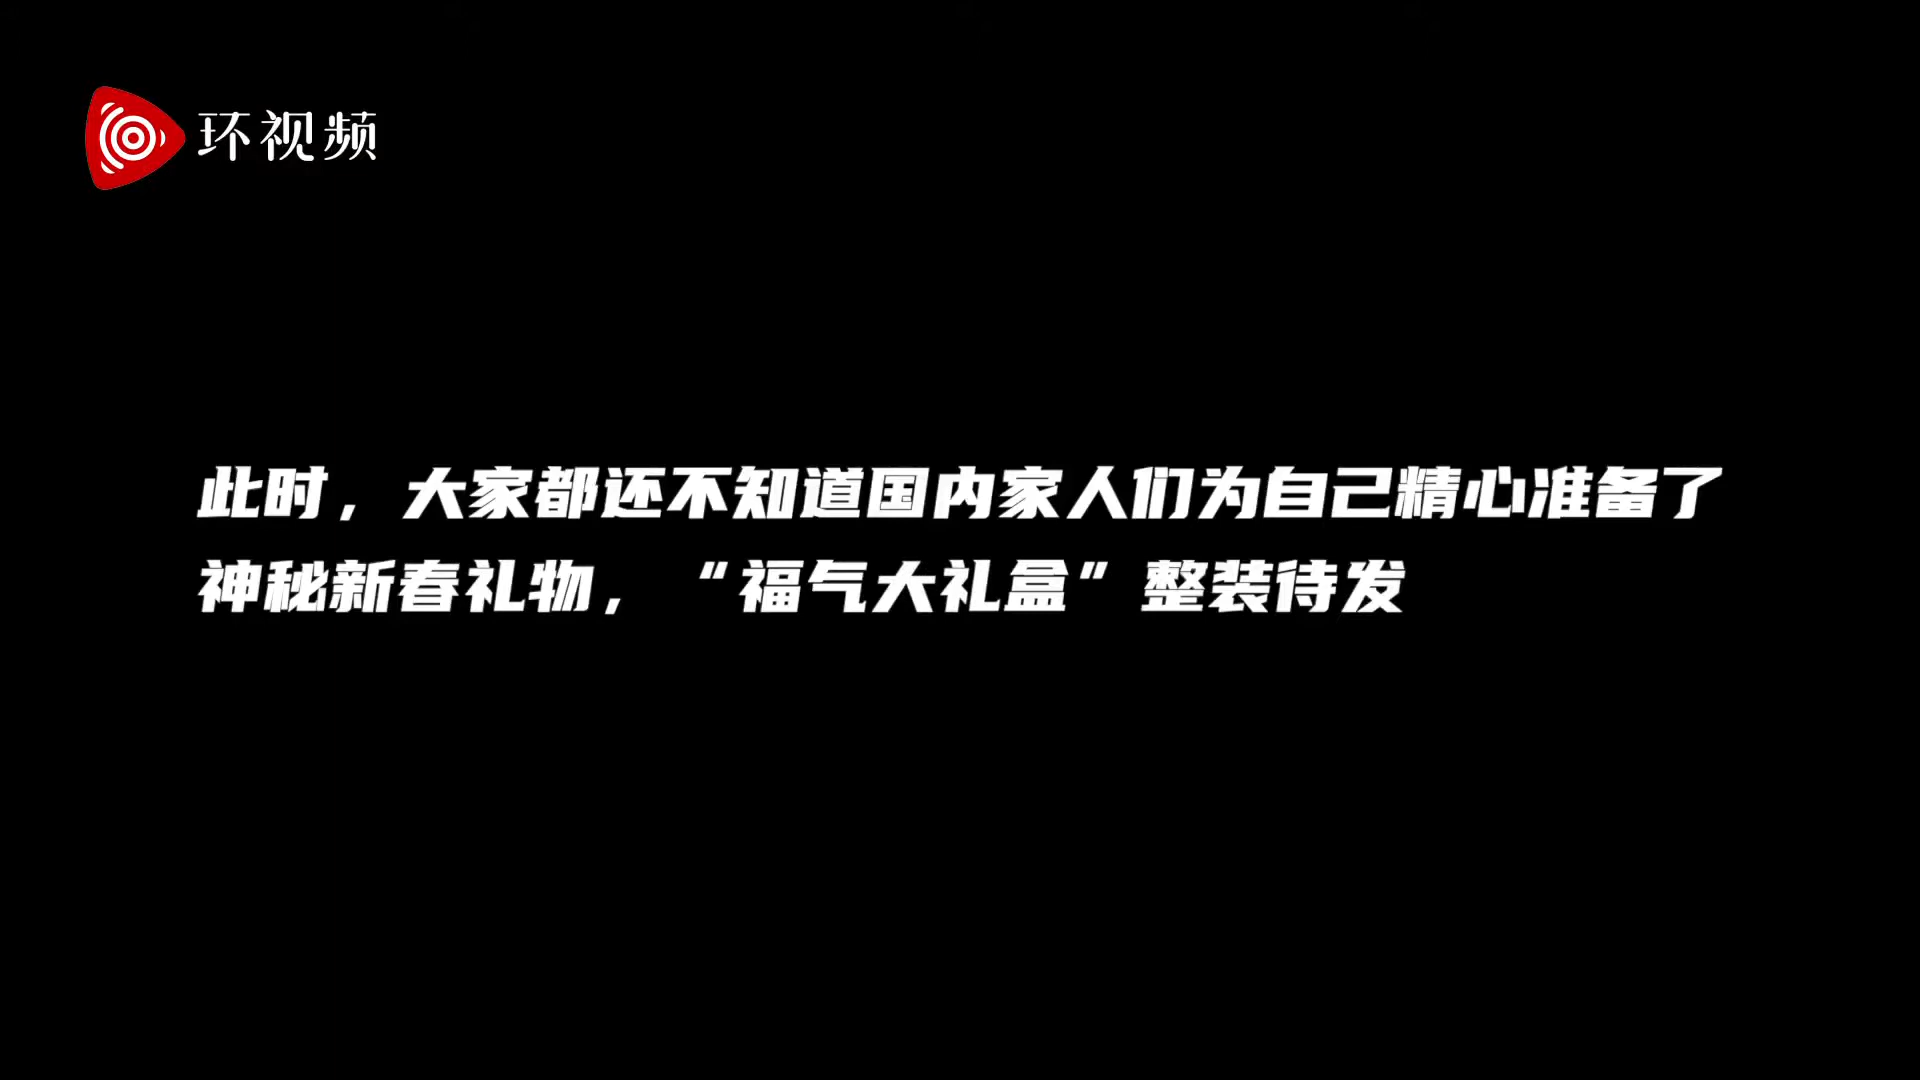 环视频
此时，大家都还不知道国内家人们为自己精心准备了
神秘新春礼物，“福气大礼盒”整装待发